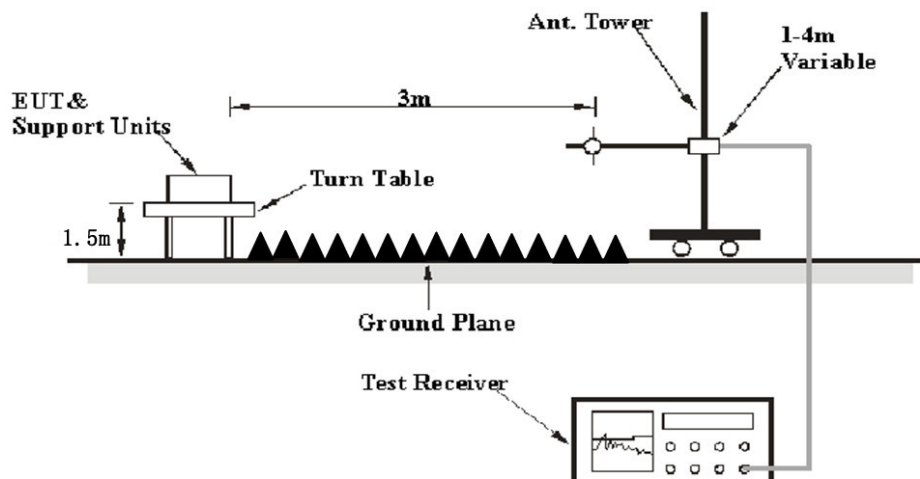 Ant. Tower
1-4m
Variable
3m
EUT&
Support Units
Turn Table
1.5m
Ground Plane
Test Receiver